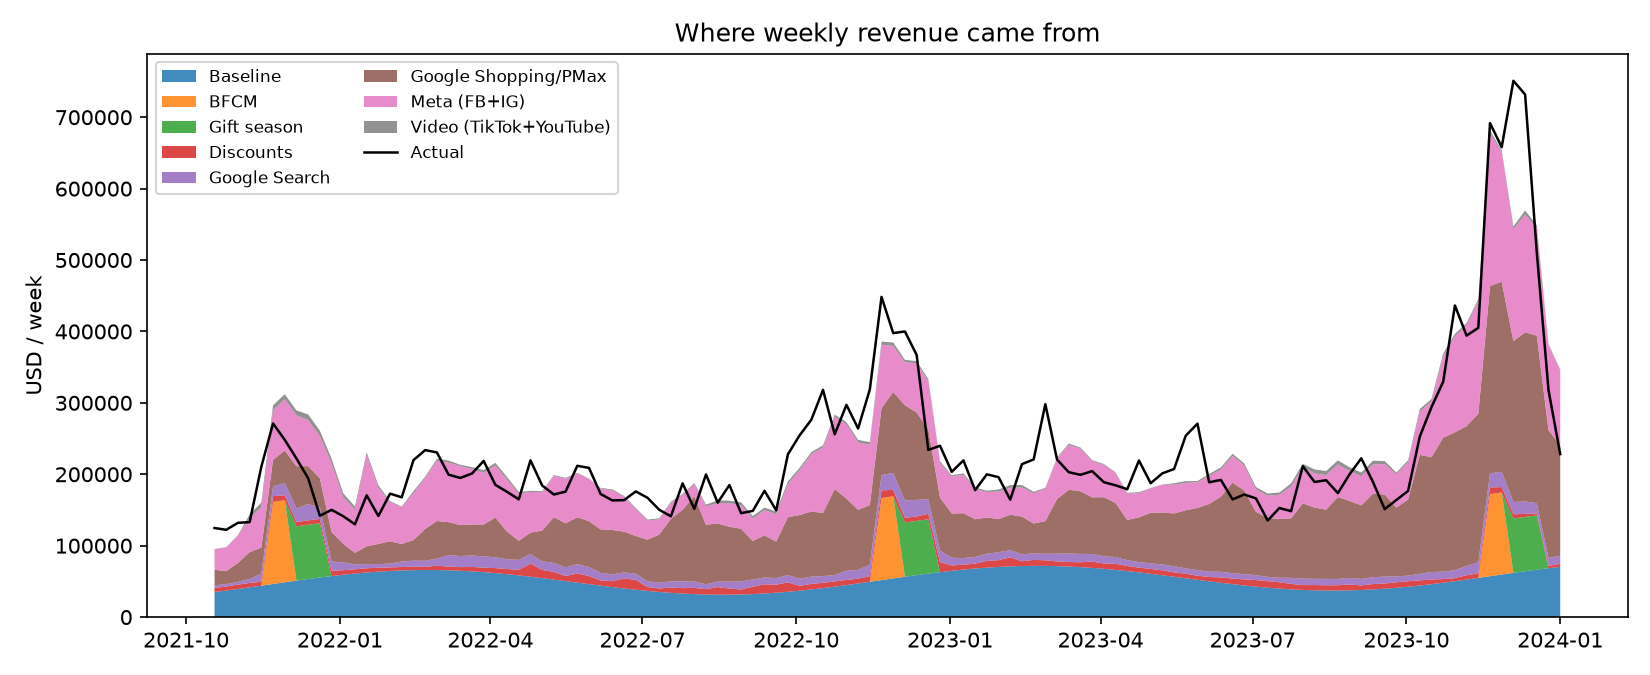 Where weekly revenue came from
Baseline
BFCM
Gift season
Discounts
Google Search
Google Shopping/PMax
Meta (FB+IG)
Video (TikTok+YouTube)
Actual
USD / week
700000
600000
500000
400000
300000
200000
100000
0
2021-10
2022-01
2022-04
2022-07
2022-10
2023-01
2023-04
2023-07
2023-10
2024-01